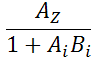 A_Z
1 + A_i B_i